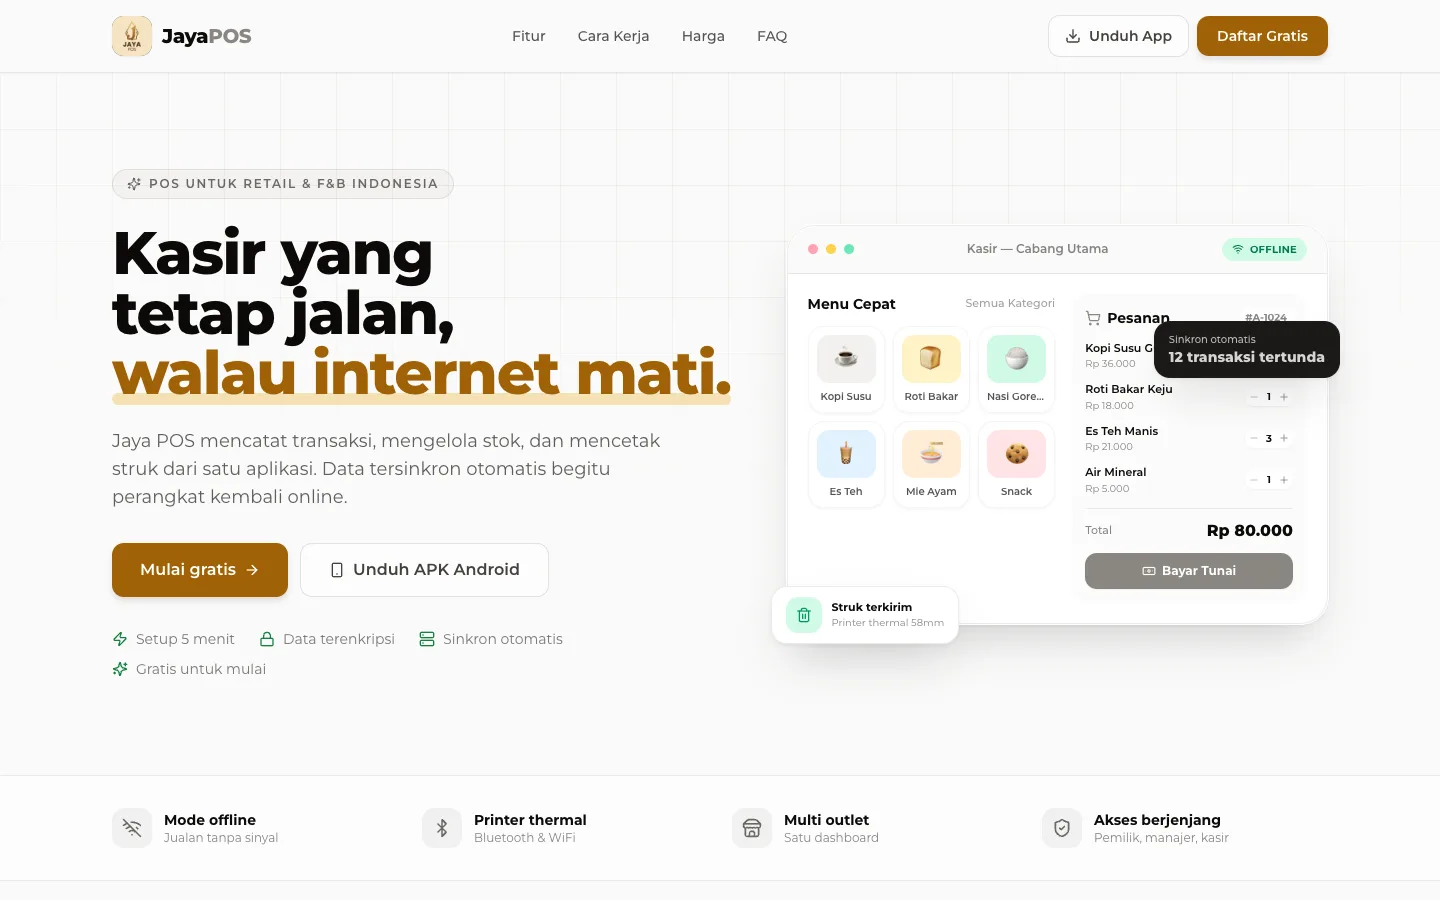 JAYA
POS
JayaPOS
Fitur
Cara Kerja
Harga
FAQ
Unduh App
Daftar Gratis
POS UNTUK RETAIL & F&B INDONESIA
Kasir yang
tetap jalan,
walau internet mati.
Jaya POS mencatat transaksi, mengelola stok, dan mencetak
struk dari satu aplikasi. Data tersinkron otomatis begitu
perangkat kembali online.
Mulai gratis
Unduh APK Android
Setup 5 menit
Data terenkripsi
Sinkron otomatis
Gratis untuk mulai
Kasir — Cabang Utama
OFFLINE
Menu Cepat
Semua Kategori
Kopi Susu
Roti Bakar
Nasi Gore...
Es Teh
Mie Ayam
Snack
Pesanan
#A-1024
Sinkron otomatis
12 transaksi tertunda
Kopi Susu G
Rp 36.000
Roti Bakar Keju
Rp 18.000
1
Es Teh Manis
Rp 21.000
3
Air Mineral
Rp 5.000
1
Total
Rp 80.000
Bayar Tunai
Struk terkirim
Printer thermal 58mm
Mode offline
Jualan tanpa sinyal
Printer thermal
Bluetooth & WiFi
Multi outlet
Satu dashboard
Akses berjenjang
Pemilik, manajer, kasir